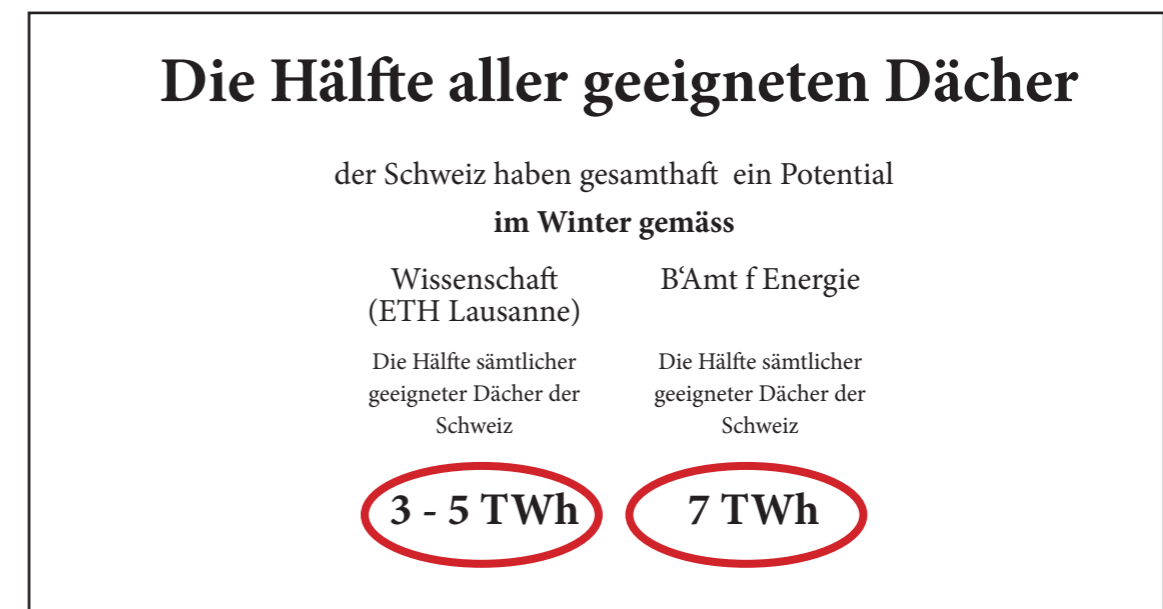 Die Hälfte aller geeigneten Dächer
der Schweiz haben gesamthaft ein Potential
im Winter gemäss
Wissenschaft
(ETH Lausanne)
B‘Amt f Energie
Die Hälfte sämtlicher
geeigneter Dächer der
Schweiz
Die Hälfte sämtlicher
geeigneter Dächer der
Schweiz
3 - 5 TWh
7 TWh